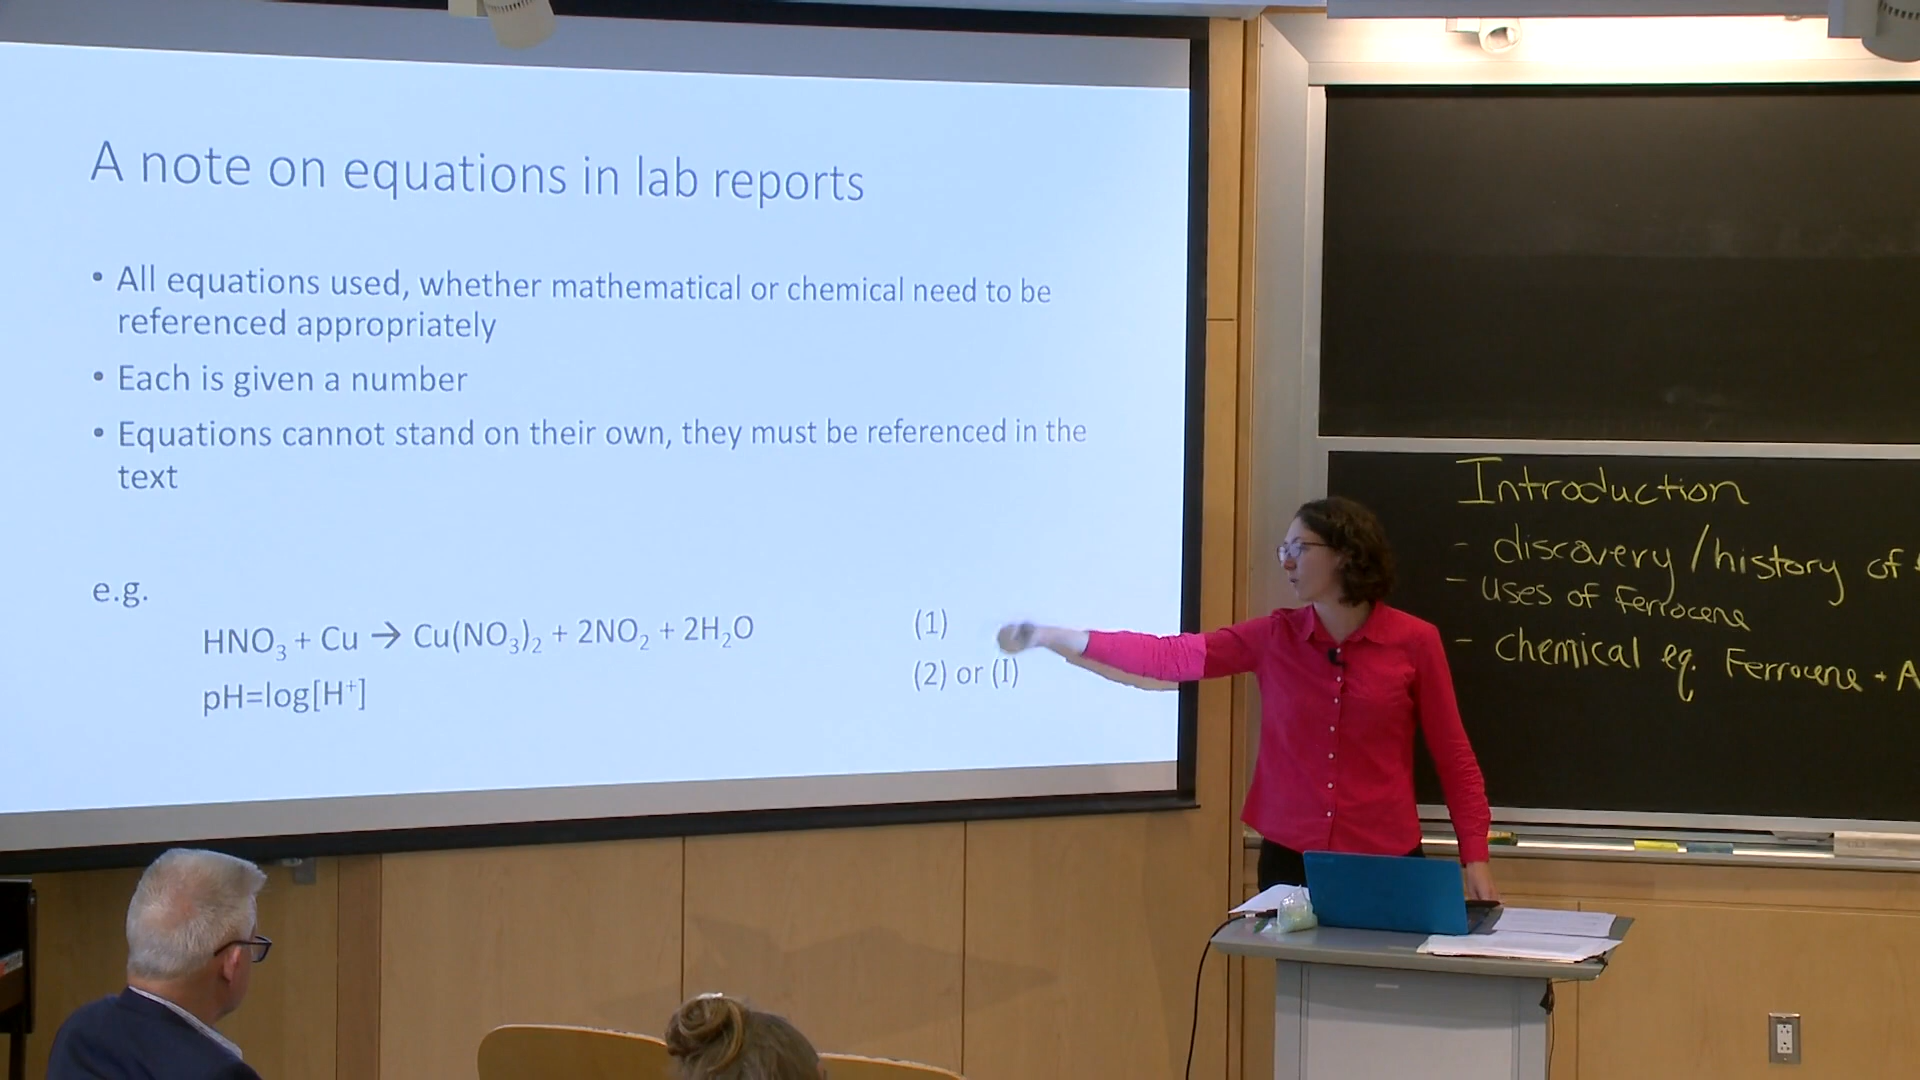 A note on equations in lab reports
• All equations used, whether mathematical or chemical need to be
referenced appropriately
• Each is given a number
• Equations cannot stand on their own, they must be referenced in the
text
e.g.
HNO₃ + Cu → Cu(NO₃)₂ + 2NO₂ + 2H₂O (1)
pH=log[H⁺] (2) or (I)
Introduction
- discovery/history of
- uses of Ferrocene
- Chemical eq. Ferrocene + A